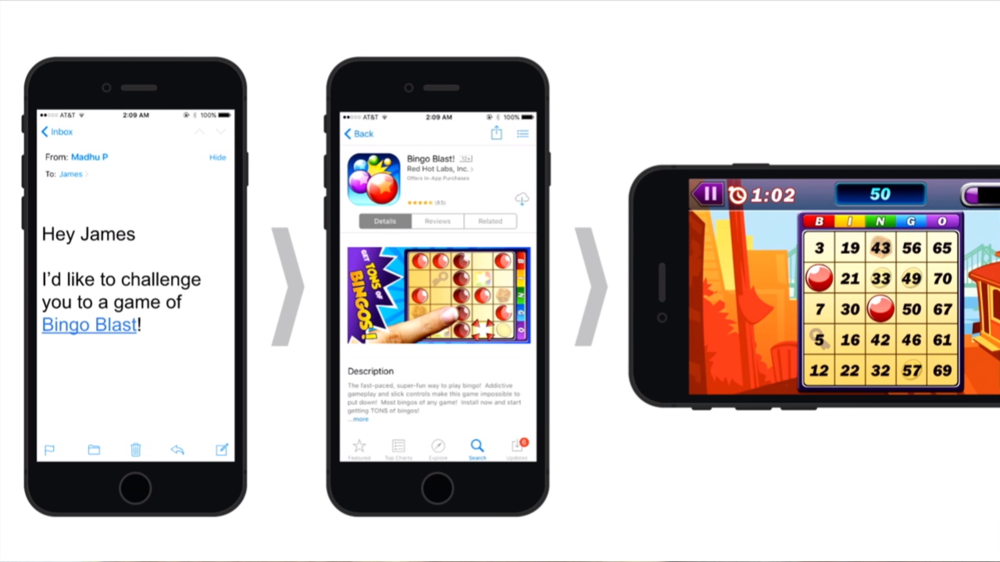 AT&T 2:09 AM 100%
Inbox
From: Madhu P Hide
To: James
Hey James
I’d like to challenge
you to a game of
Bingo Blast!
AT&T 2:09 AM 100%
Back
Bingo Blast! 12+
Red Hot Labs, Inc.
Offers In-App Purchases
(83)
Details Reviews Related
GET TONS OF
BINGOS!
B
I
N
G
O
Description
The fast-paced, super-fun way to play bingo! Addictive
gameplay and slick controls make this game impossible to
put down! Most bingos of any game! Install now and start
getting TONS of bingos!
...more
6
Featured Top Charts Explore Search Updates
1:02 50
B I N G O
3 19 43 56 65
21 33 49 70
7 30 50 67
5 16 42 46 61
12 22 32 57 69